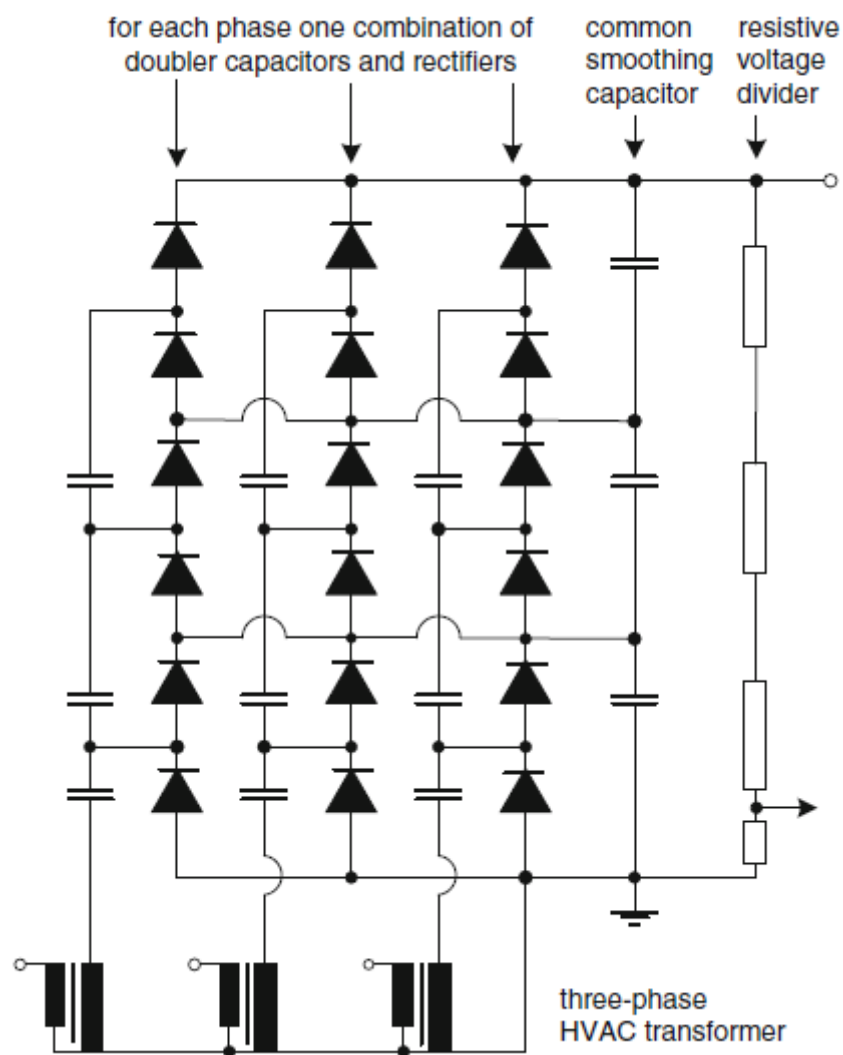 for each phase one combination of
doubler capacitors and rectifiers
common
smoothing
capacitor
resistive
voltage
divider
three-phase
HVAC transformer